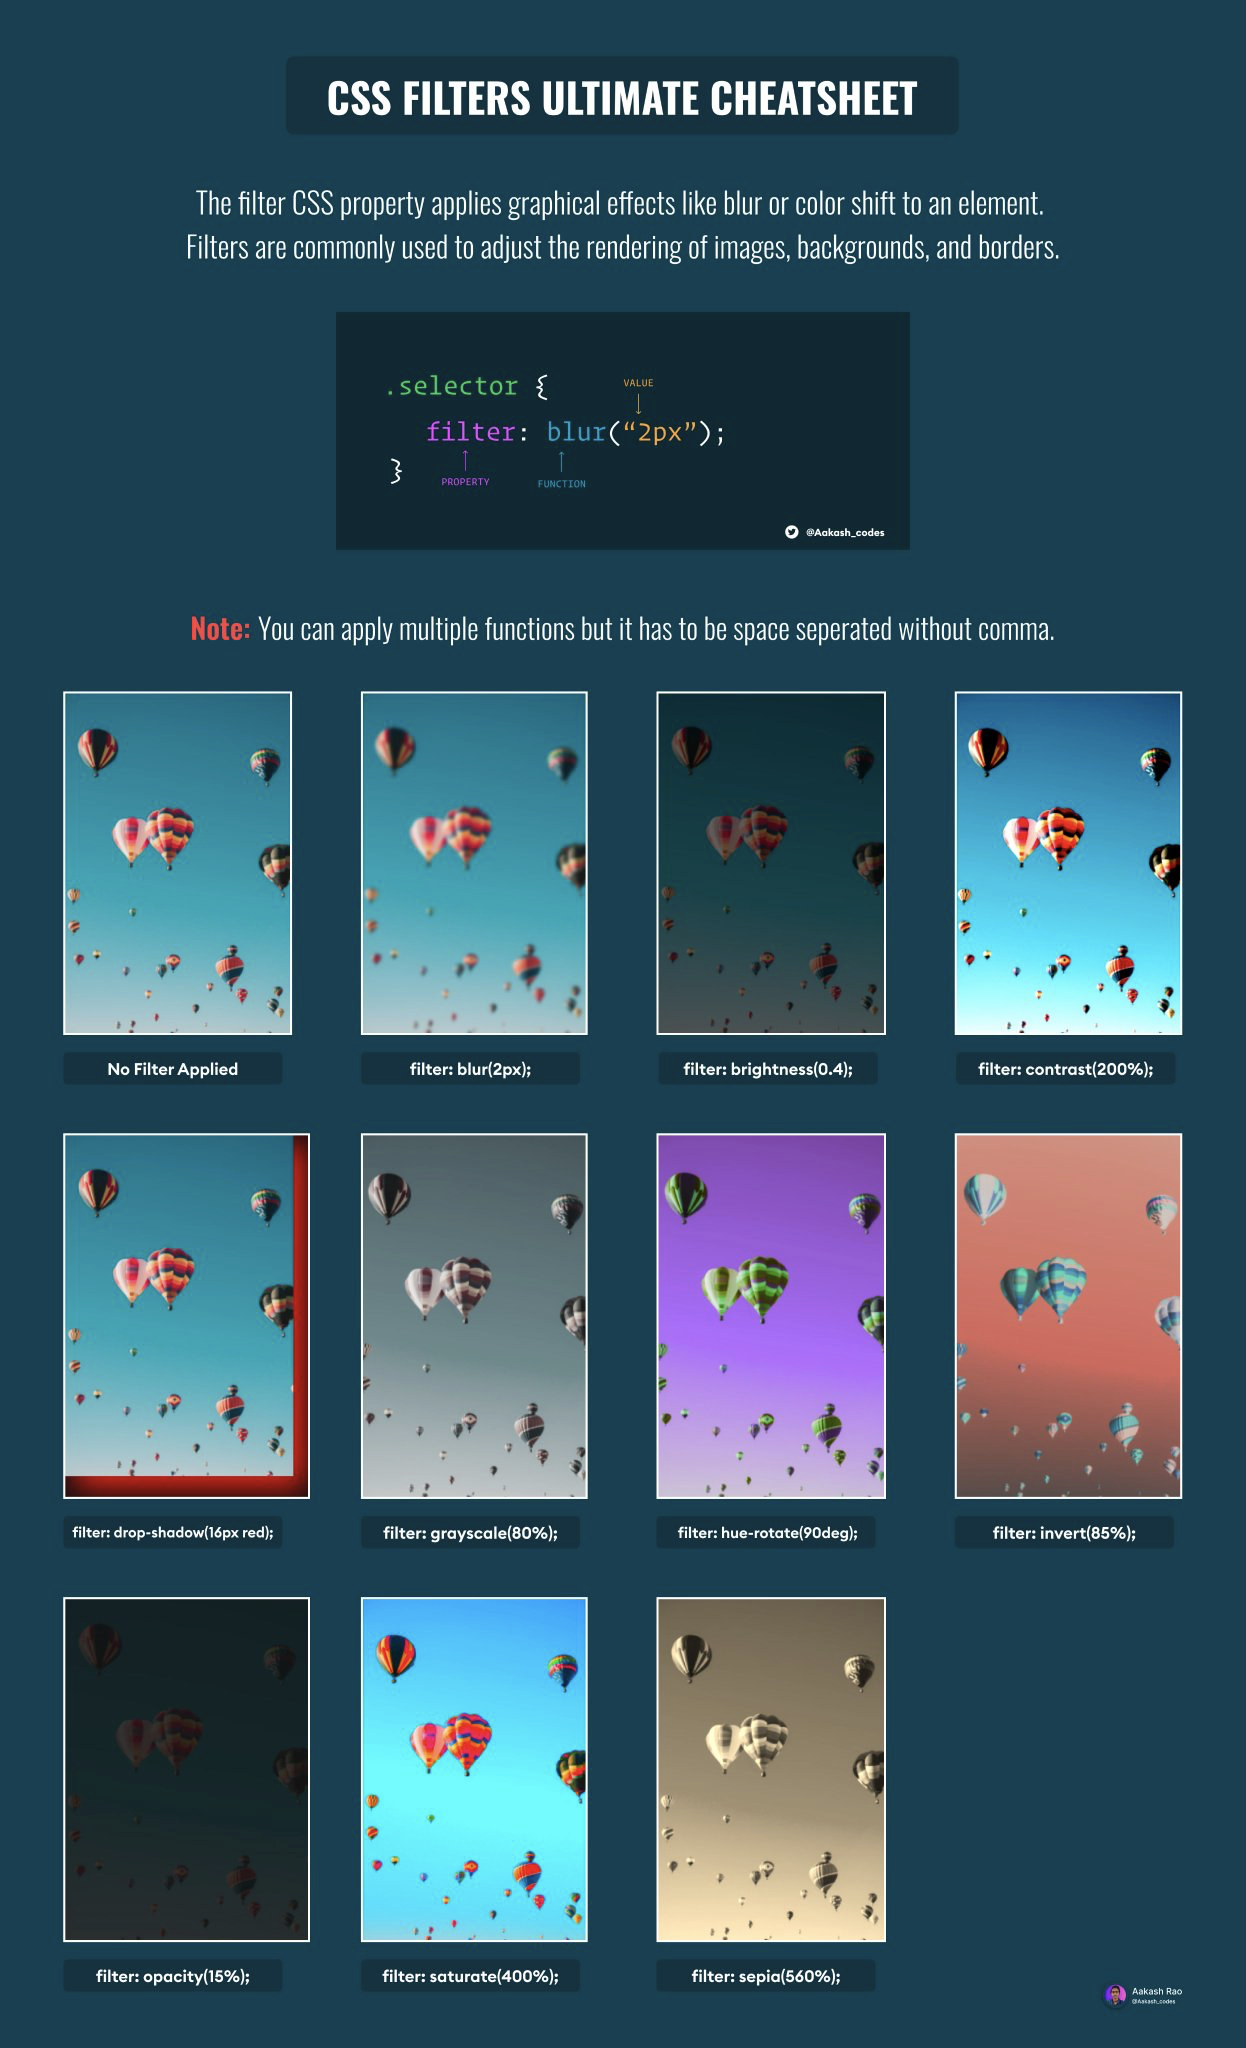 CSS FILTERS ULTIMATE CHEATSHEET
The filter CSS property applies graphical effects like blur or color shift to an element.
Filters are commonly used to adjust the rendering of images, backgrounds, and borders.
.selector {
VALUE
filter: blur(“2px”);
}
PROPERTY
FUNCTION
@Aakash_codes
Note: You can apply multiple functions but it has to be space seperated without comma.
No Filter Applied
filter: blur(2px);
filter: brightness(0.4);
filter: contrast(200%);
filter: drop-shadow(16px red);
filter: grayscale(80%);
filter: hue-rotate(90deg);
filter: invert(85%);
filter: opacity(15%);
filter: saturate(400%);
filter: sepia(560%);
Aakash Rao
@Aakash_codes